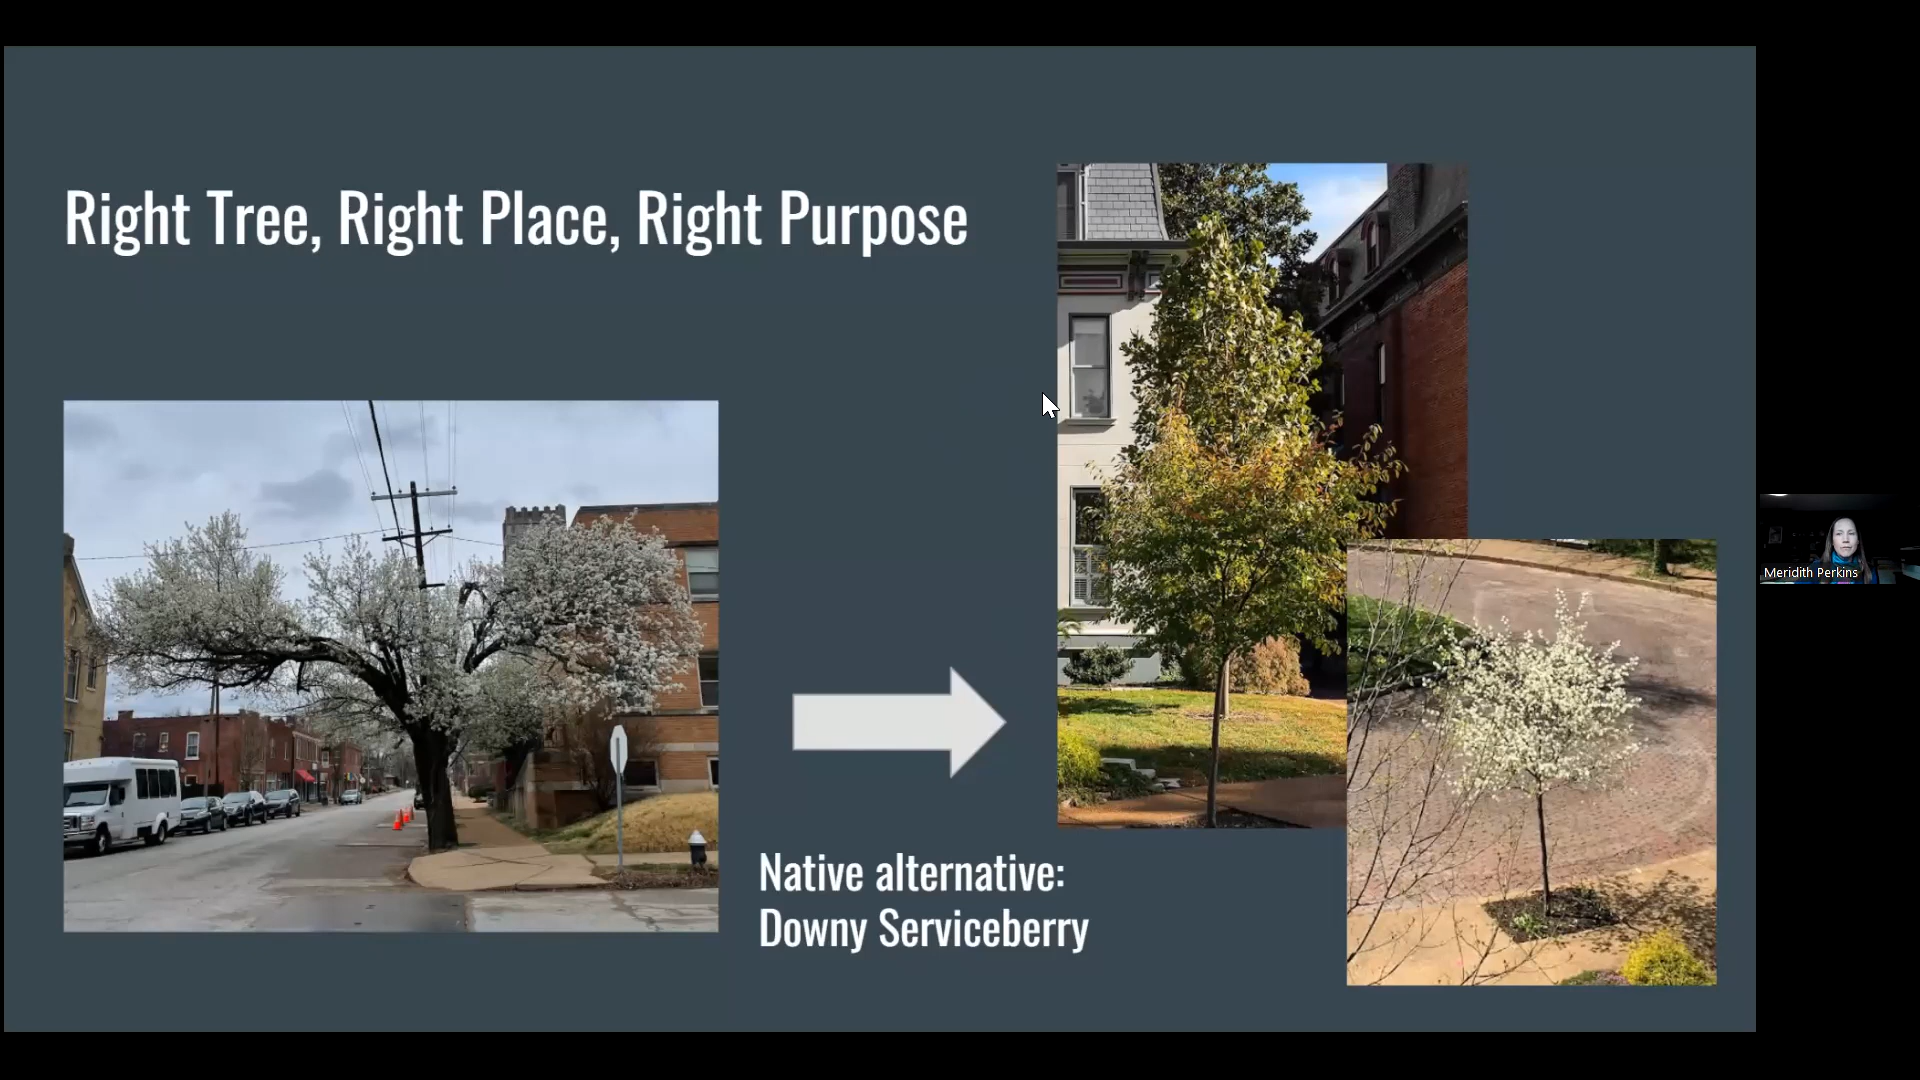 Right Tree, Right Place, Right Purpose
Native alternative:
Downy Serviceberry
Meridith Perkins